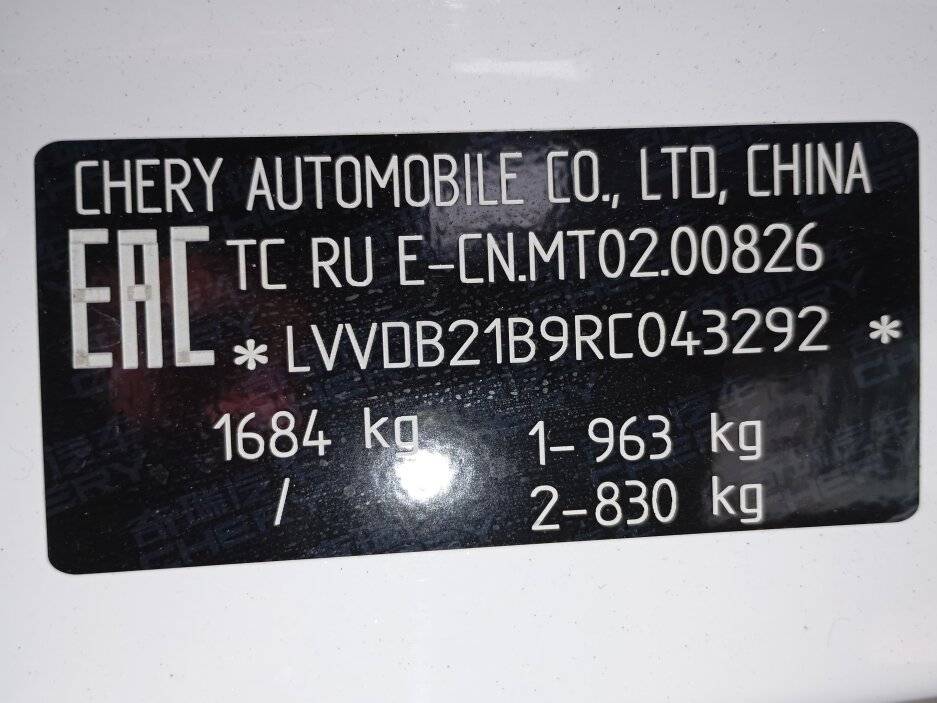 CHERY AUTOMOBILE CO., LTD, CHINA
EAC TC RU E-CN.MT02.00826
* LVVDB21B9RC043292 *
1684 kg 1-963 kg
/ 2-830 kg